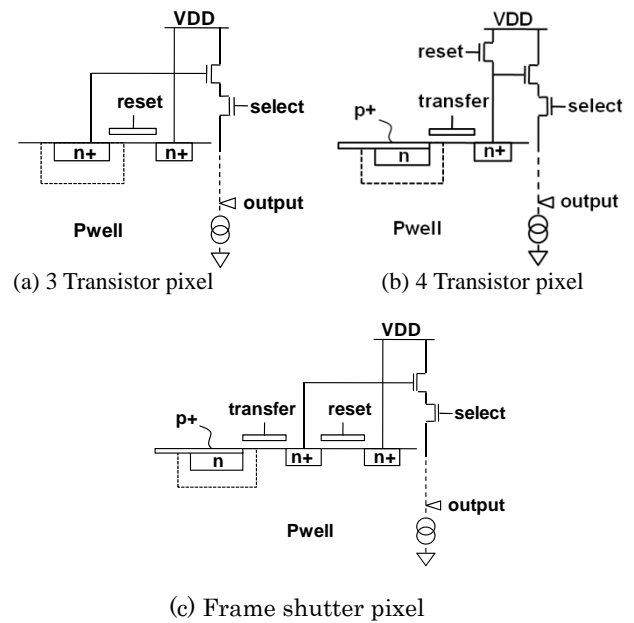 VDD
reset
select
n+ n+
output
Pwell
(a) 3 Transistor pixel
VDD
reset
transfer
select
p+
n
n+
output
Pwell
(b) 4 Transistor pixel
VDD
transfer reset
select
p+
n
n+ n+
output
Pwell
(c) Frame shutter pixel